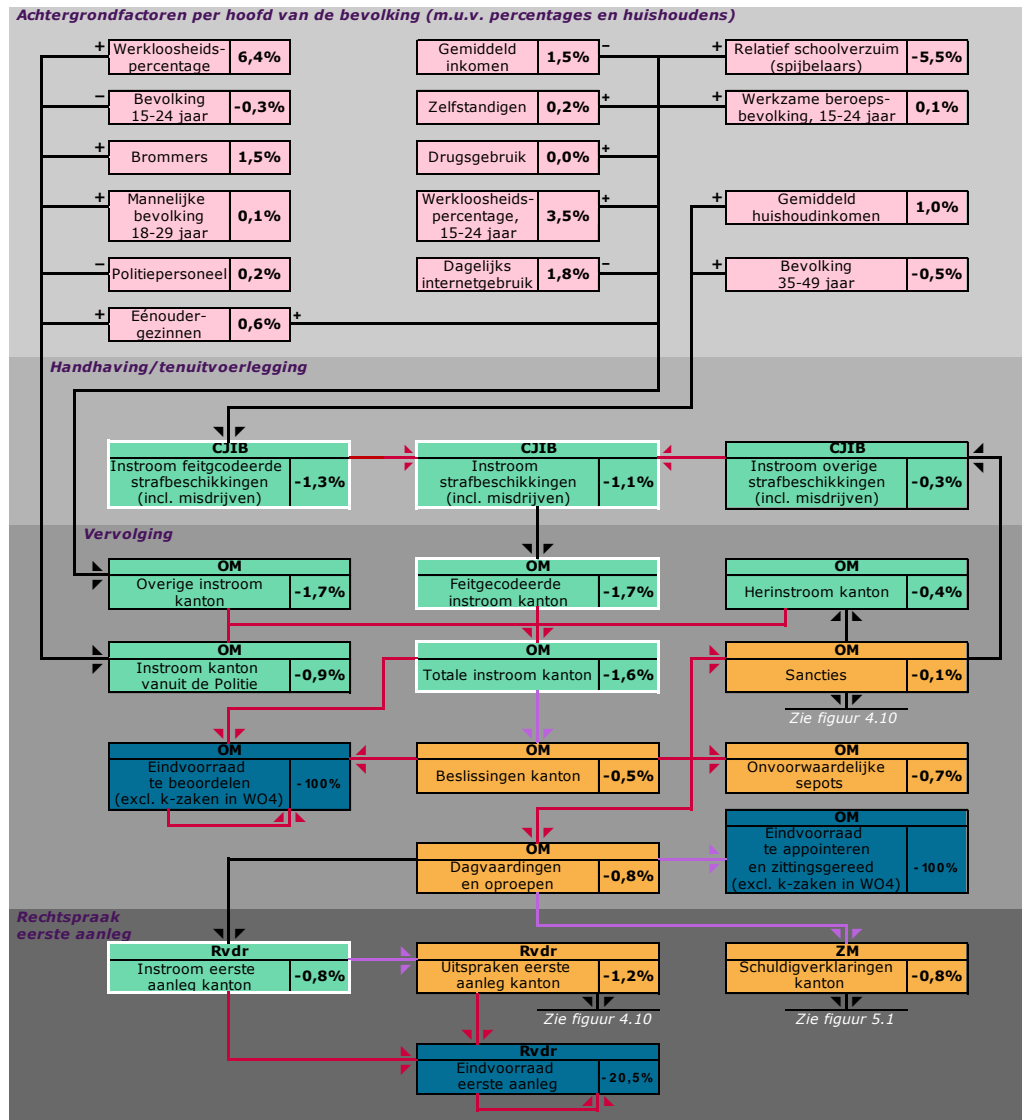 Achtergrondfactoren per hoofd van de bevolking (m.u.v. percentages en huishoudens)
+
Werkloosheids-
percentage
6,4%
Gemiddeld
inkomen
1,5%
−
+
Relatief schoolverzuim
(spijbelaars)
-5,5%
−
Bevolking
15-24 jaar
-0,3%
Zelfstandigen
0,2%
+
+
Werkzame beroeps-
bevolking, 15-24 jaar
0,1%
+
Brommers
1,5%
Drugsgebruik
0,0%
+
+
Mannelijke
bevolking
18-29 jaar
0,1%
Werkloosheids-
percentage,
15-24 jaar
3,5%
+
+
Gemiddeld
huishoudinkomen
1,0%
−
Politiepersoneel
0,2%
Dagelijks
internetgebruik
1,8%
−
+
Bevolking
35-49 jaar
-0,5%
+
Eénouder-
gezinnen
0,6%
+
Handhaving/tenuitvoerlegging
CJIB
Instroom feitgcodeerde
strafbeschikkingen
(incl. misdrijven)
-1,3%
CJIB
Instroom
strafbeschikkingen
(incl. misdrijven)
-1,1%
CJIB
Instroom overige
strafbeschikkingen
(incl. misdrijven)
-0,3%
Vervolging
OM
Overige instroom
kanton
-1,7%
OM
Feitgecodeerde
instroom kanton
-1,7%
OM
Herinstroom kanton
-0,4%
OM
Instroom kanton
vanuit de Politie
-0,9%
OM
Totale instroom kanton
-1,6%
OM
Sancties
-0,1%
Zie figuur 4.10
OM
Eindvoorraad
te beoordelen
(excl. k-zaken in WO4)
-100%
OM
Beslissingen kanton
-0,5%
OM
Onvoorwaardelijke
sepots
-0,7%
OM
Dagvaardingen
en oproepen
-0,8%
OM
Eindvoorraad
te appointeren
en zittingsgereed
(excl. k-zaken in WO4)
-100%
Rechtspraak
eerste aanleg
Rvdr
Instroom eerste
aanleg kanton
-0,8%
Rvdr
Uitspraken eerste
aanleg kanton
-1,2%
ZM
Schuldigverklaringen
kanton
-0,8%
Zie figuur 4.10
Zie figuur 5.1
Rvdr
Eindvoorraad
eerste aanleg
-20,5%